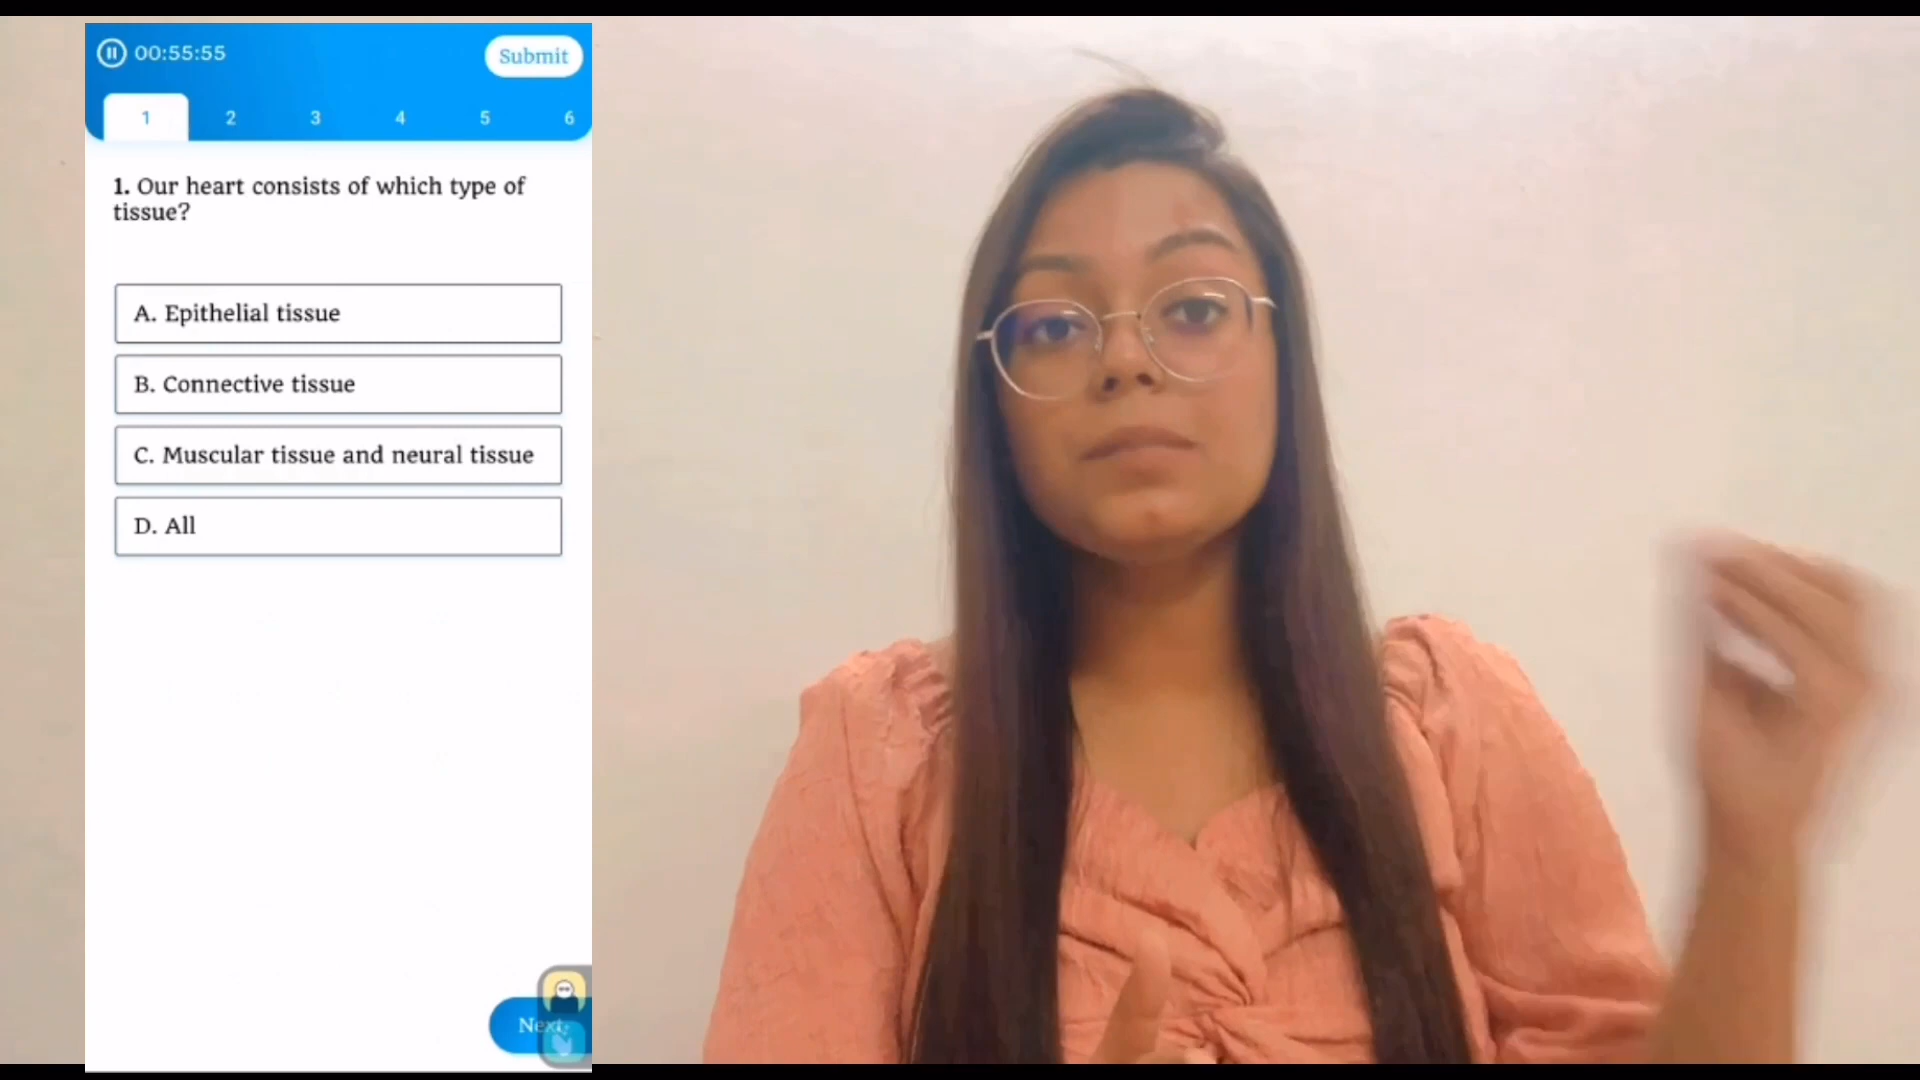 00:55:55
Submit
1 2 3 4 5 6
1. Our heart consists of which type of
tissue?
A. Epithelial tissue
B. Connective tissue
C. Muscular tissue and neural tissue
D. All
Next